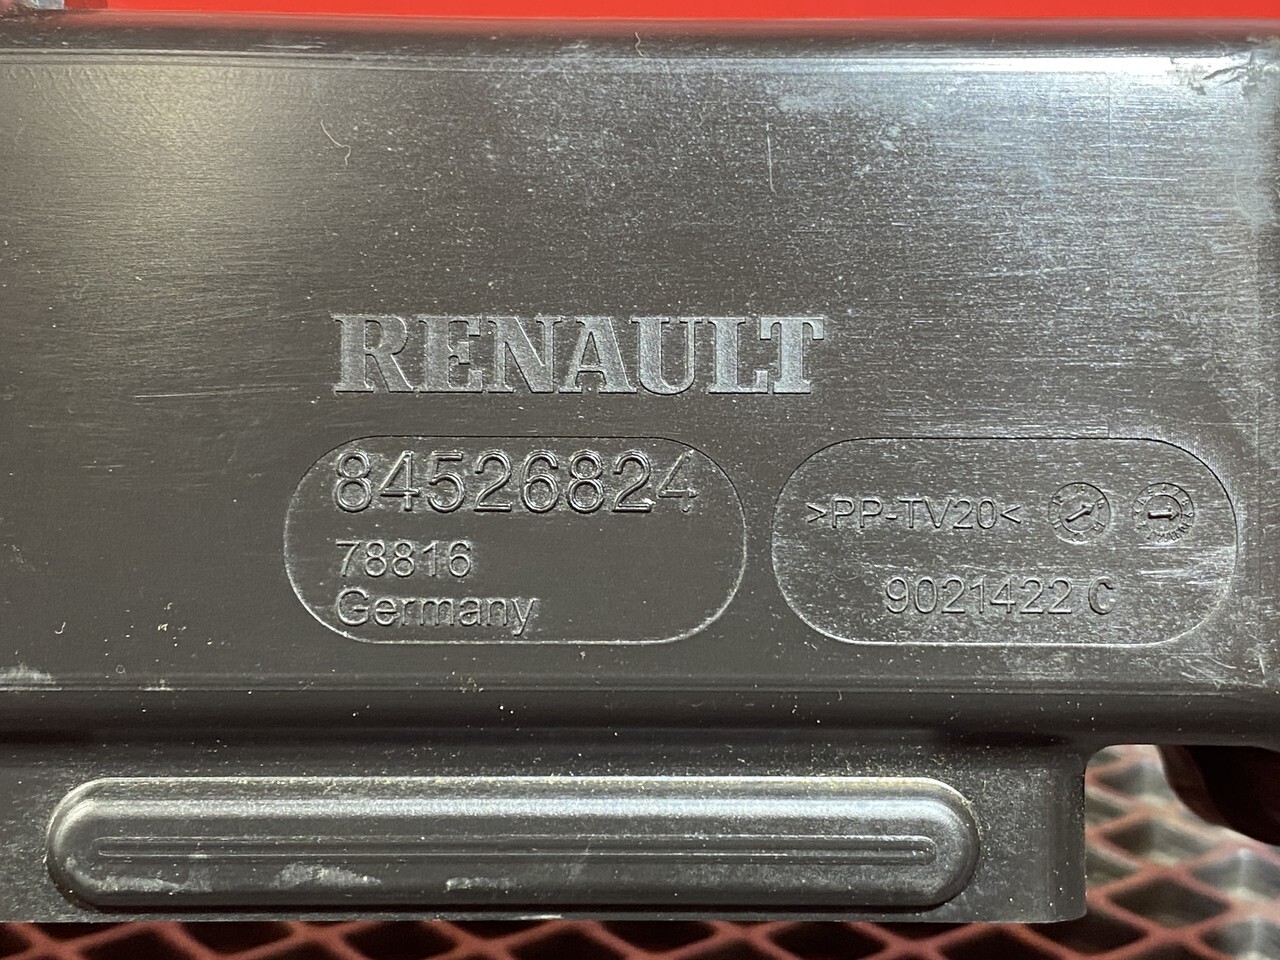 RENAULT
84526824
78816
Germany
>PP-TV20<
9021422 C